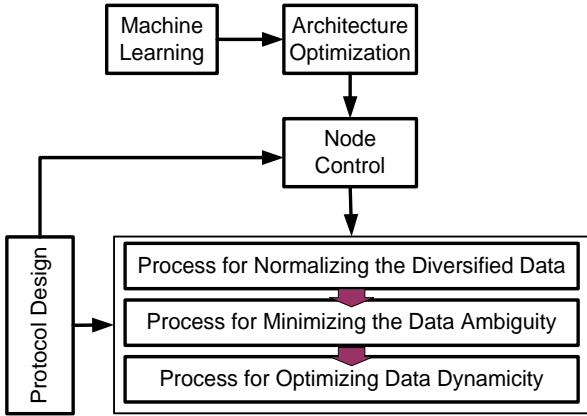 Machine
Learning
Architecture
Optimization
Node
Control
Protocol Design
Process for Normalizing the Diversified Data
Process for Minimizing the Data Ambiguity
Process for Optimizing Data Dynamicity